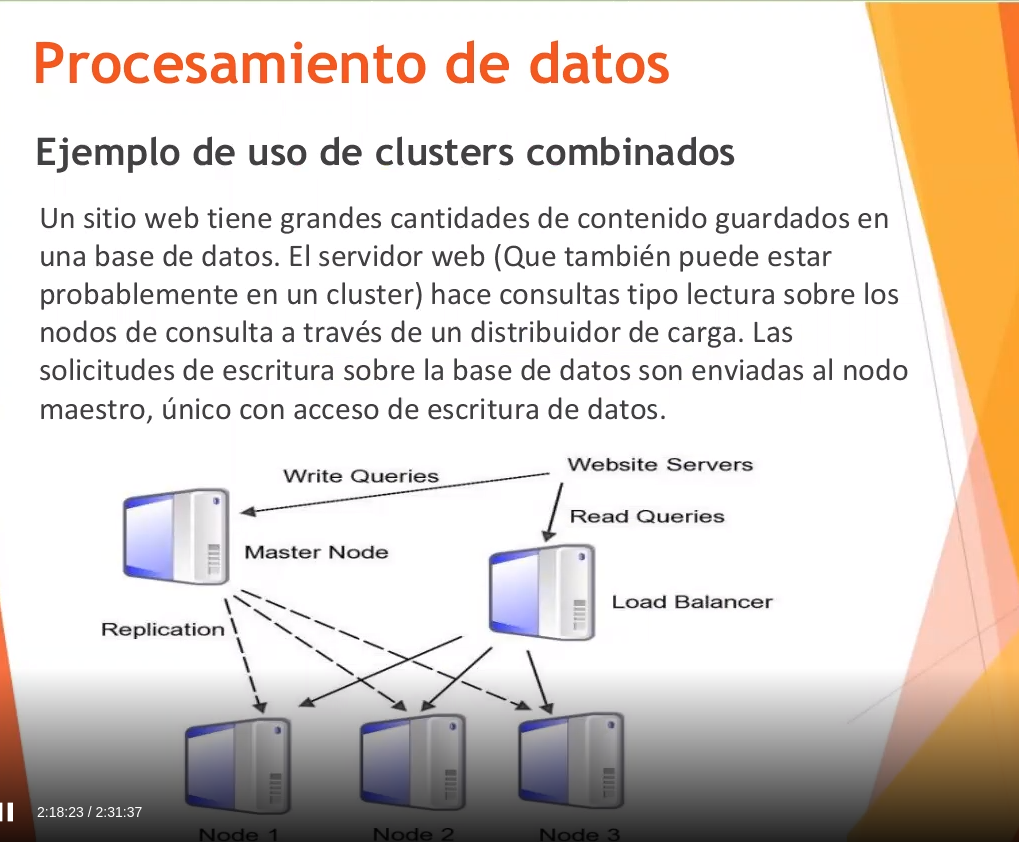 Procesamiento de datos
Ejemplo de uso de clusters combinados
Un sitio web tiene grandes cantidades de contenido guardados en
una base de datos. El servidor web (Que también puede estar
probablemente en un cluster) hace consultas tipo lectura sobre los
nodos de consulta a través de un distribuidor de carga. Las
solicitudes de escritura sobre la base de datos son enviadas al nodo
maestro, único con acceso de escritura de datos.
Website Servers
Write Queries
Read Queries
Master Node
Load Balancer
Replication
2:18:23 / 2:31:37
Node 1
Node 2
Node 3